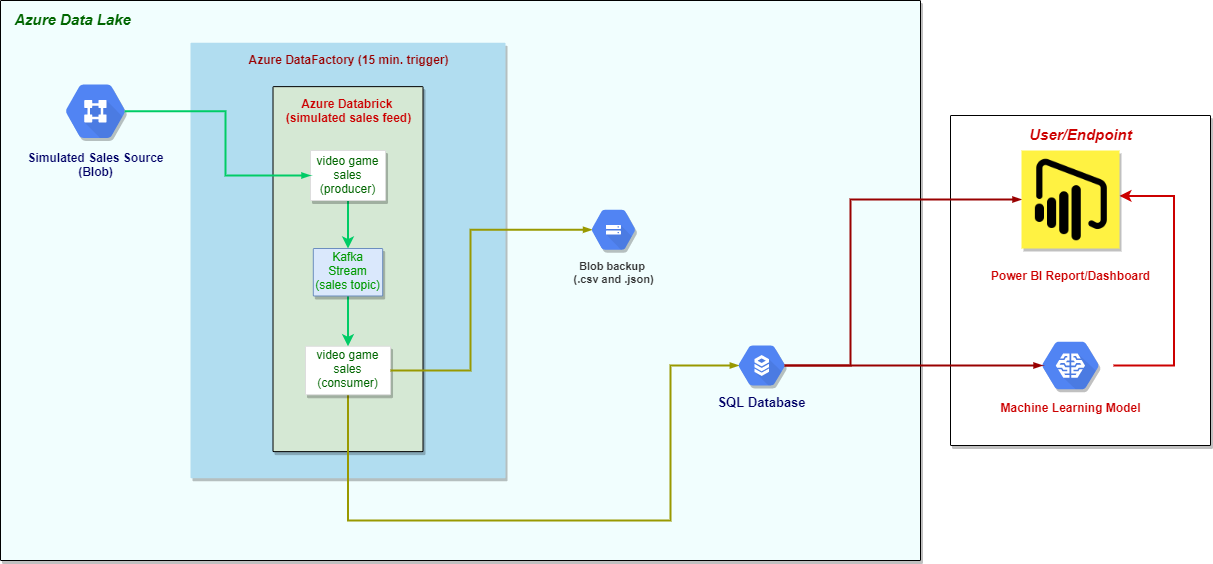 Azure Data Lake
Azure DataFactory (15 min. trigger)
Azure Databrick
(simulated sales feed)
Simulated Sales Source
(Blob)
video game
sales
(producer)
Kafka
Stream
(sales topic)
video game
sales
(consumer)
Blob backup
(.csv and .json)
SQL Database
User/Endpoint
Power BI Report/Dashboard
Machine Learning Model